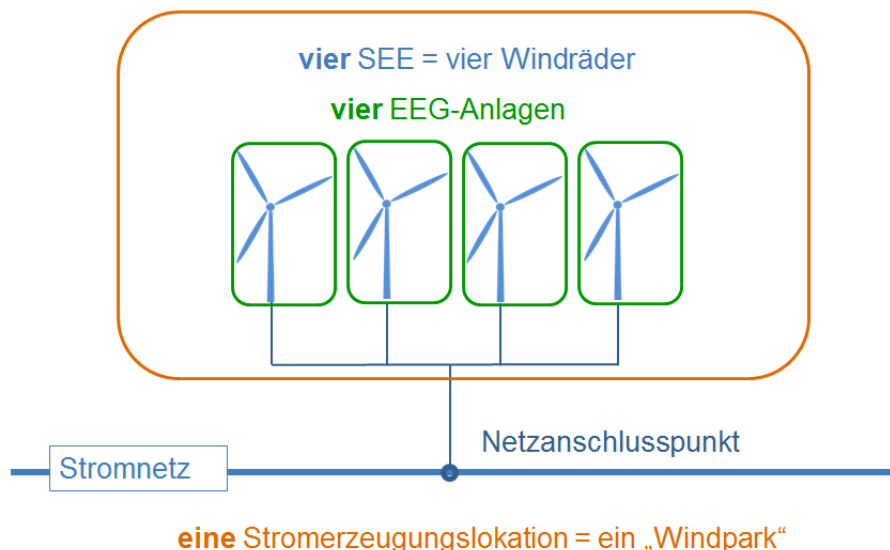 vier SEE = vier Windräder
vier EEG-Anlagen
Netzanschlusspunkt
Stromnetz
eine Stromerzeugungslokation = ein „Windpark“